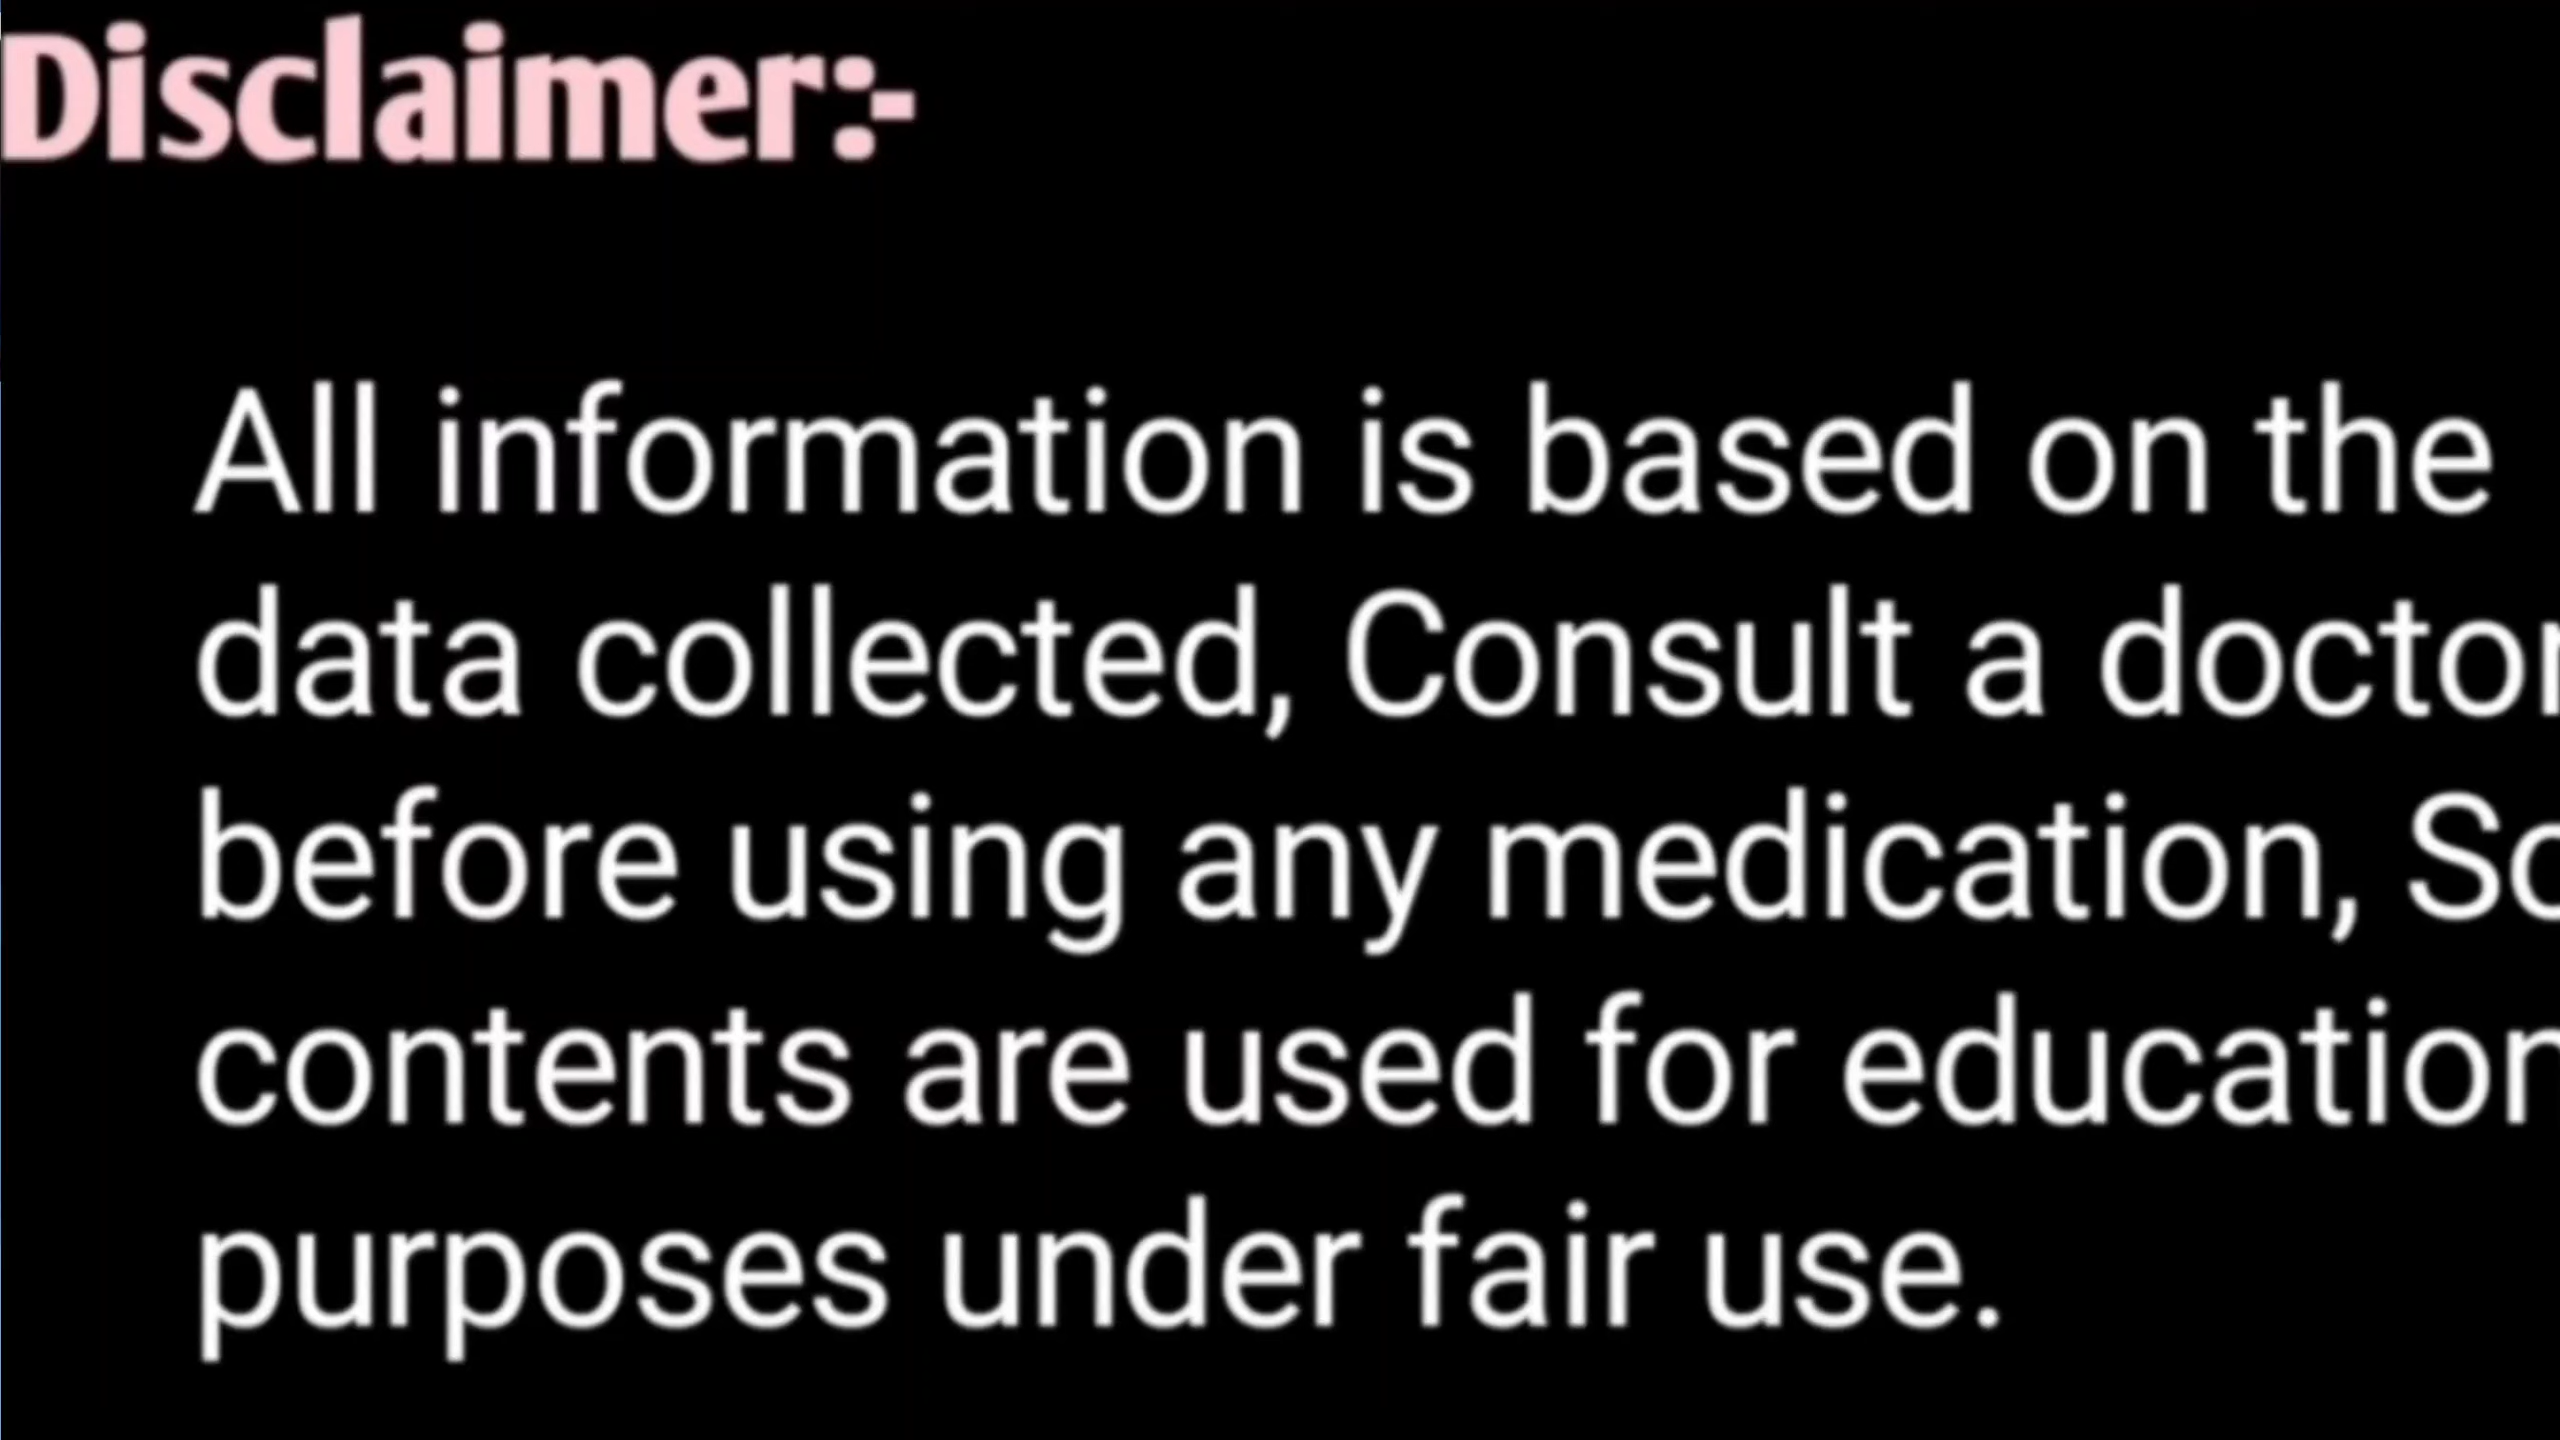 Disclaimer:-
All information is based on the
data collected, Consult a doctor
before using any medication, So
contents are used for education
purposes under fair use.